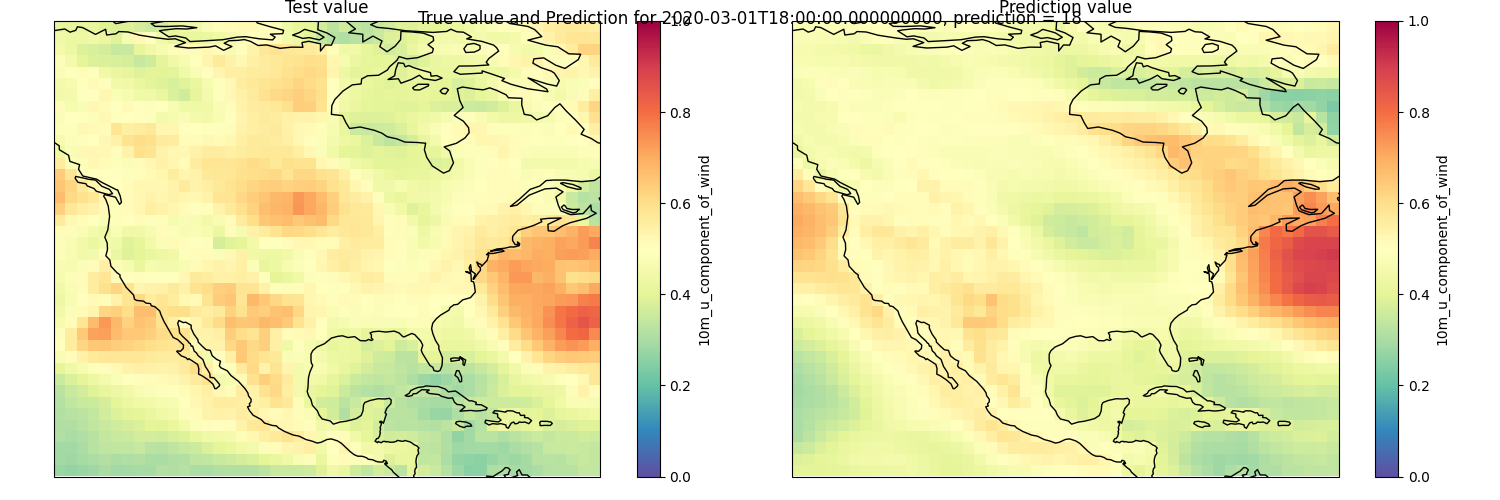 Test value
True value and Prediction for 2020-03-01T18:00:00.000000000, prediction = 18
Prediction value
1.0
0.8
0.6
0.4
0.2
0.0
10m_u_component_of_wind
1.0
0.8
0.6
0.4
0.2
0.0
10m_u_component_of_wind